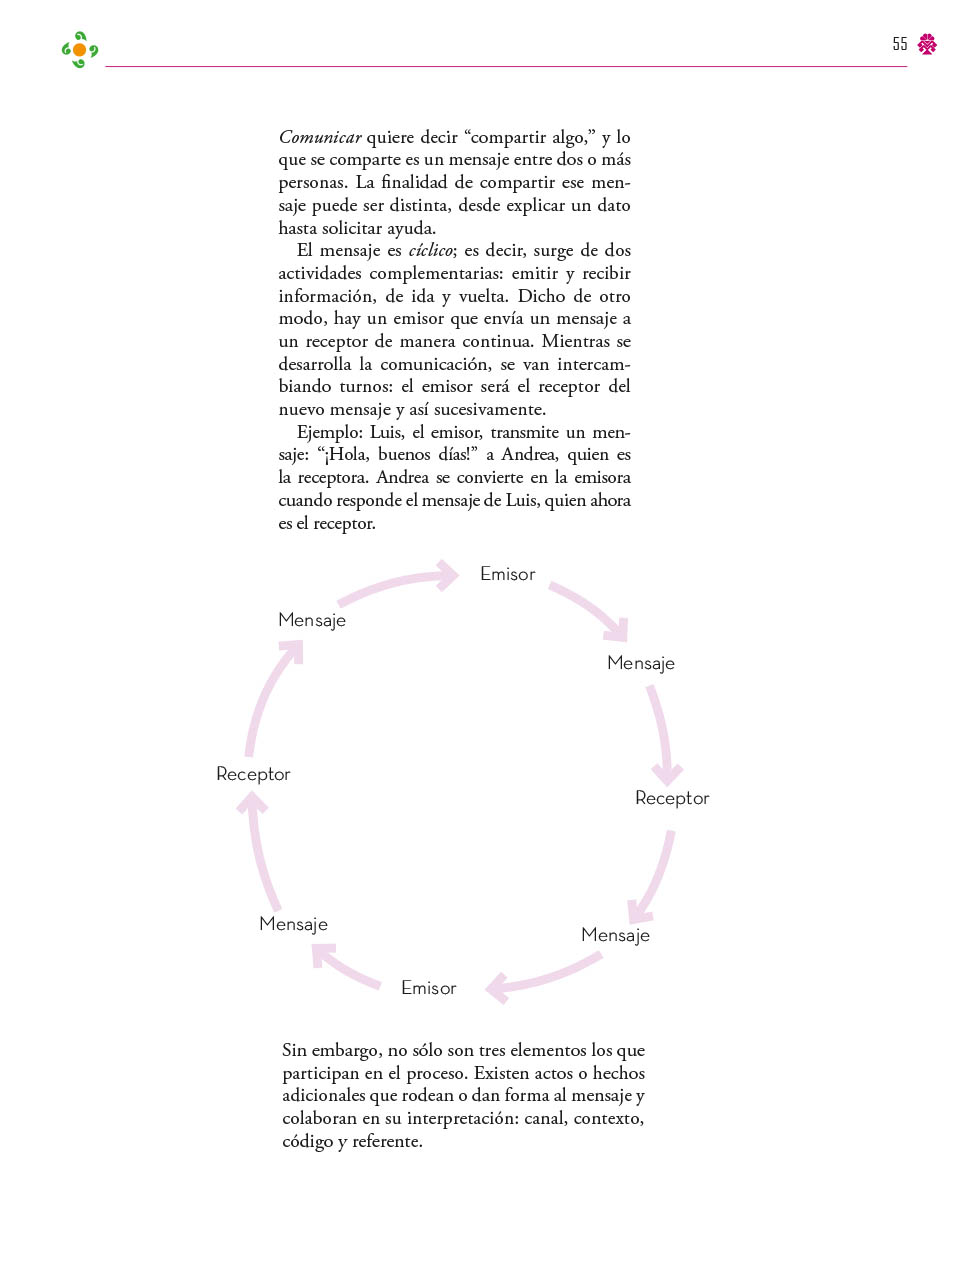 55
Comunicar quiere decir “compartir algo,” y lo
que se comparte es un mensaje entre dos o más
personas. La finalidad de compartir ese men-
saje puede ser distinta, desde explicar un dato
hasta solicitar ayuda.
El mensaje es cíclico; es decir, surge de dos
actividades complementarias: emitir y recibir
información, de ida y vuelta. Dicho de otro
modo, hay un emisor que envía un mensaje a
un receptor de manera continua. Mientras se
desarrolla la comunicación, se van intercam-
biando turnos: el emisor será el receptor del
nuevo mensaje y así sucesivamente.
Ejemplo: Luis, el emisor, transmite un men-
saje: “¡Hola, buenos días!” a Andrea, quien es
la receptora. Andrea se convierte en la emisora
cuando responde el mensaje de Luis, quien ahora
es el receptor.
Emisor
Mensaje
Receptor
Mensaje
Emisor
Mensaje
Receptor
Mensaje
Sin embargo, no sólo son tres elementos los que
participan en el proceso. Existen actos o hechos
adicionales que rodean o dan forma al mensaje y
colaboran en su interpretación: canal, contexto,
código y referente.